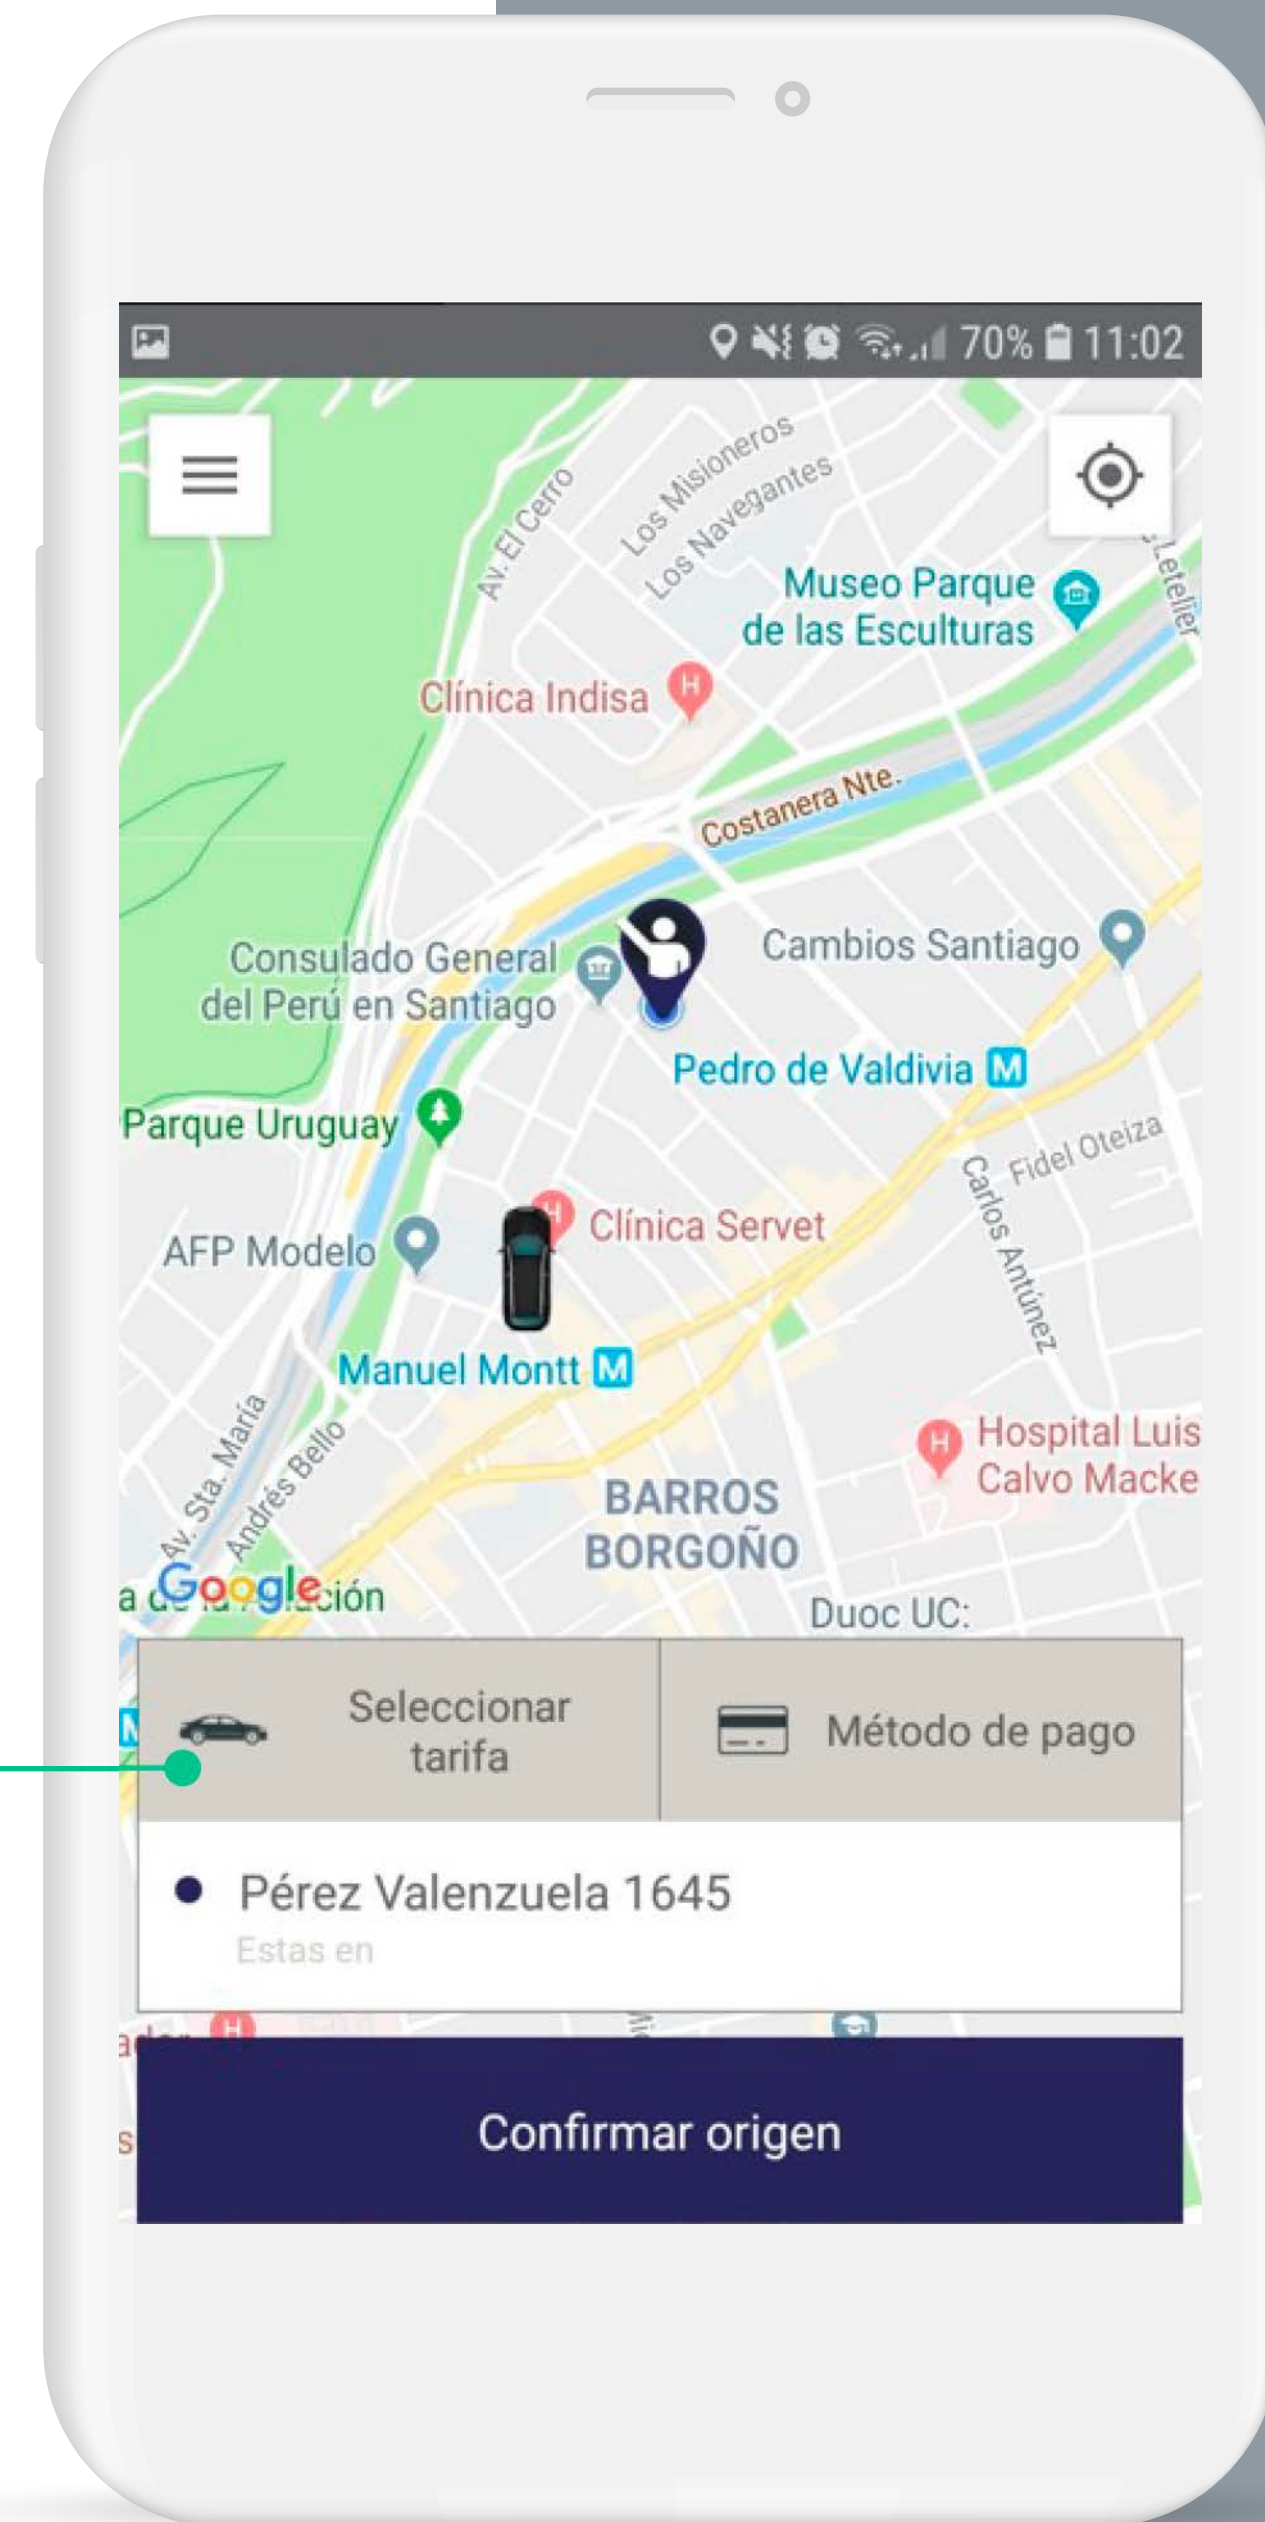 70% 11:02
Los Misioneros
Av. El Cerro
Los Navegantes
Letelier
Museo Parque
de las Esculturas
Clínica Indisa
Costanera Nte.
Consulado General
del Perú en Santiago
Cambios Santiago
Pedro de Valdivia M
Parque Uruguay
Fidel Oteiza
Carlos Antúnez
Clínica Servet
AFP Modelo
Manuel Montt M
Av. Sta. María
Andrés Bello
Hospital Luis
Calvo Macke
BARROS
BORGOÑO
Google
Duoc UC:
Seleccionar
tarifa
Método de pago
Pérez Valenzuela 1645
Estas en
Confirmar origen